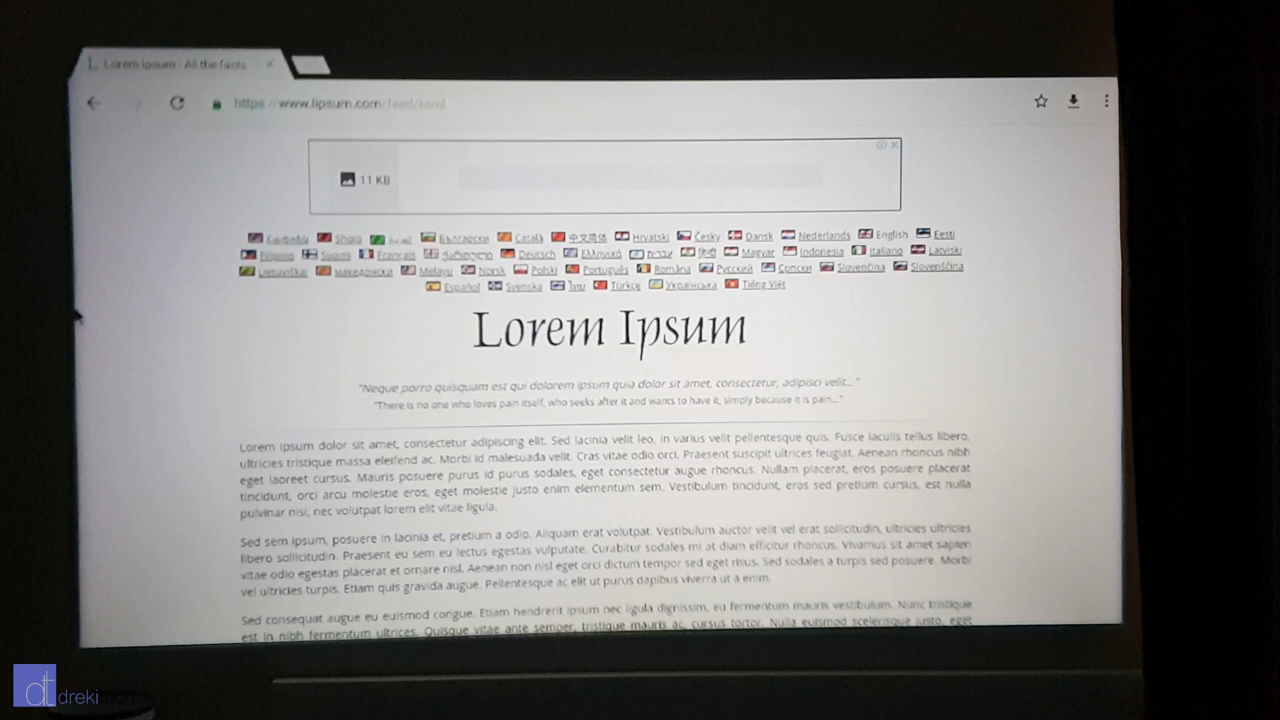 Lorem Ipsum - All the facts
https://www.lipsum.com/feed/html
11 KB
Shqip Български Català 中文简体 Hrvatski Česky Dansk Nederlands English Eesti
Filipino Suomi Français ქართული Deutsch Ελληνικά עברית हिन्दी Magyar Indonesia Italiano Latviski
Lietuviškai македонски Melayu Norsk Polski Português Româna Русский Српски Slovenčina Slovenščina
Español Svenska ไทย Türkçe Українська Tiếng Việt
Lorem Ipsum
"Neque porro quisquam est qui dolorem ipsum quia dolor sit amet, consectetur, adipisci velit..."
"There is no one who loves pain itself, who seeks after it and wants to have it, simply because it is pain..."
Lorem ipsum dolor sit amet, consectetur adipiscing elit. Sed lacinia velit leo, in varius velit pellentesque quis. Fusce iaculis tellus libero,
ultricies tristique massa eleifend ac. Morbi id malesuada velit. Cras vitae odio orci. Praesent suscipit ultrices feugiat. Aenean rhoncus nibh
eget laoreet cursus. Mauris posuere purus id purus sodales, eget consectetur augue rhoncus. Nullam placerat, eros posuere placerat
tincidunt, orci arcu molestie eros, eget molestie justo enim elementum sem. Vestibulum tincidunt, eros sed pretium cursus, est nulla
pulvinar nisi, nec volutpat lorem elit vitae ligula.
Sed sem ipsum, posuere in lacinia et, pretium a odio. Aliquam erat volutpat. Vestibulum auctor velit vel erat sollicitudin, ultricies ultricies
libero sollicitudin. Praesent eu sem eu lectus egestas vulputate. Curabitur sodales mi at diam efficitur rhoncus. Vivamus sit amet sapien
vitae odio egestas placerat et ornare nisl. Aenean non nisl eget orci dictum tempor sed eget risus. Sed sodales a turpis sed posuere. Morbi
vel ultricies turpis. Etiam quis gravida augue. Pellentesque ac elit ut purus dapibus viverra ut a enim.
Sed consequat augue eu euismod congue. Etiam hendrerit ipsum nec ligula dignissim, eu fermentum mauris vestibulum. Nunc tristique
est in nibh fermentum ultrices. Quisque vitae ante semper, tristique mauris ac, cursus tortor. Nulla euismod scelerisque justo, eget
dt drekitech